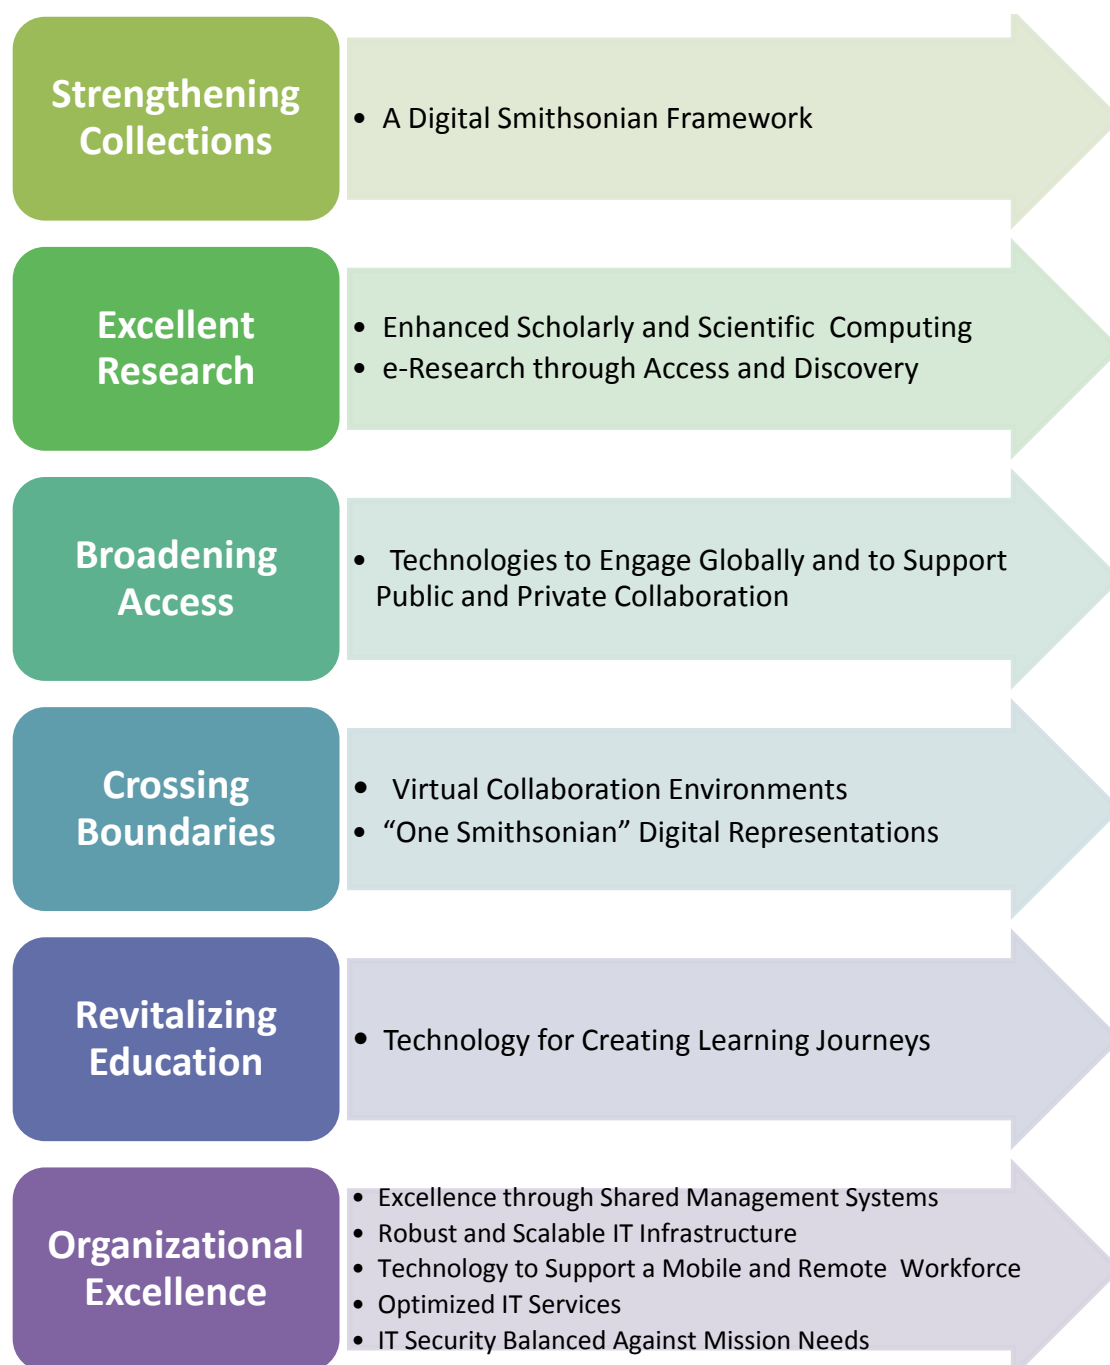 Strengthening
Collections
• A Digital Smithsonian Framework
Excellent
Research
• Enhanced Scholarly and Scientific Computing
• e-Research through Access and Discovery
Broadening
Access
• Technologies to Engage Globally and to Support
Public and Private Collaboration
Crossing
Boundaries
• Virtual Collaboration Environments
• “One Smithsonian” Digital Representations
Revitalizing
Education
• Technology for Creating Learning Journeys
Organizational
Excellence
• Excellence through Shared Management Systems
• Robust and Scalable IT Infrastructure
• Technology to Support a Mobile and Remote Workforce
• Optimized IT Services
• IT Security Balanced Against Mission Needs